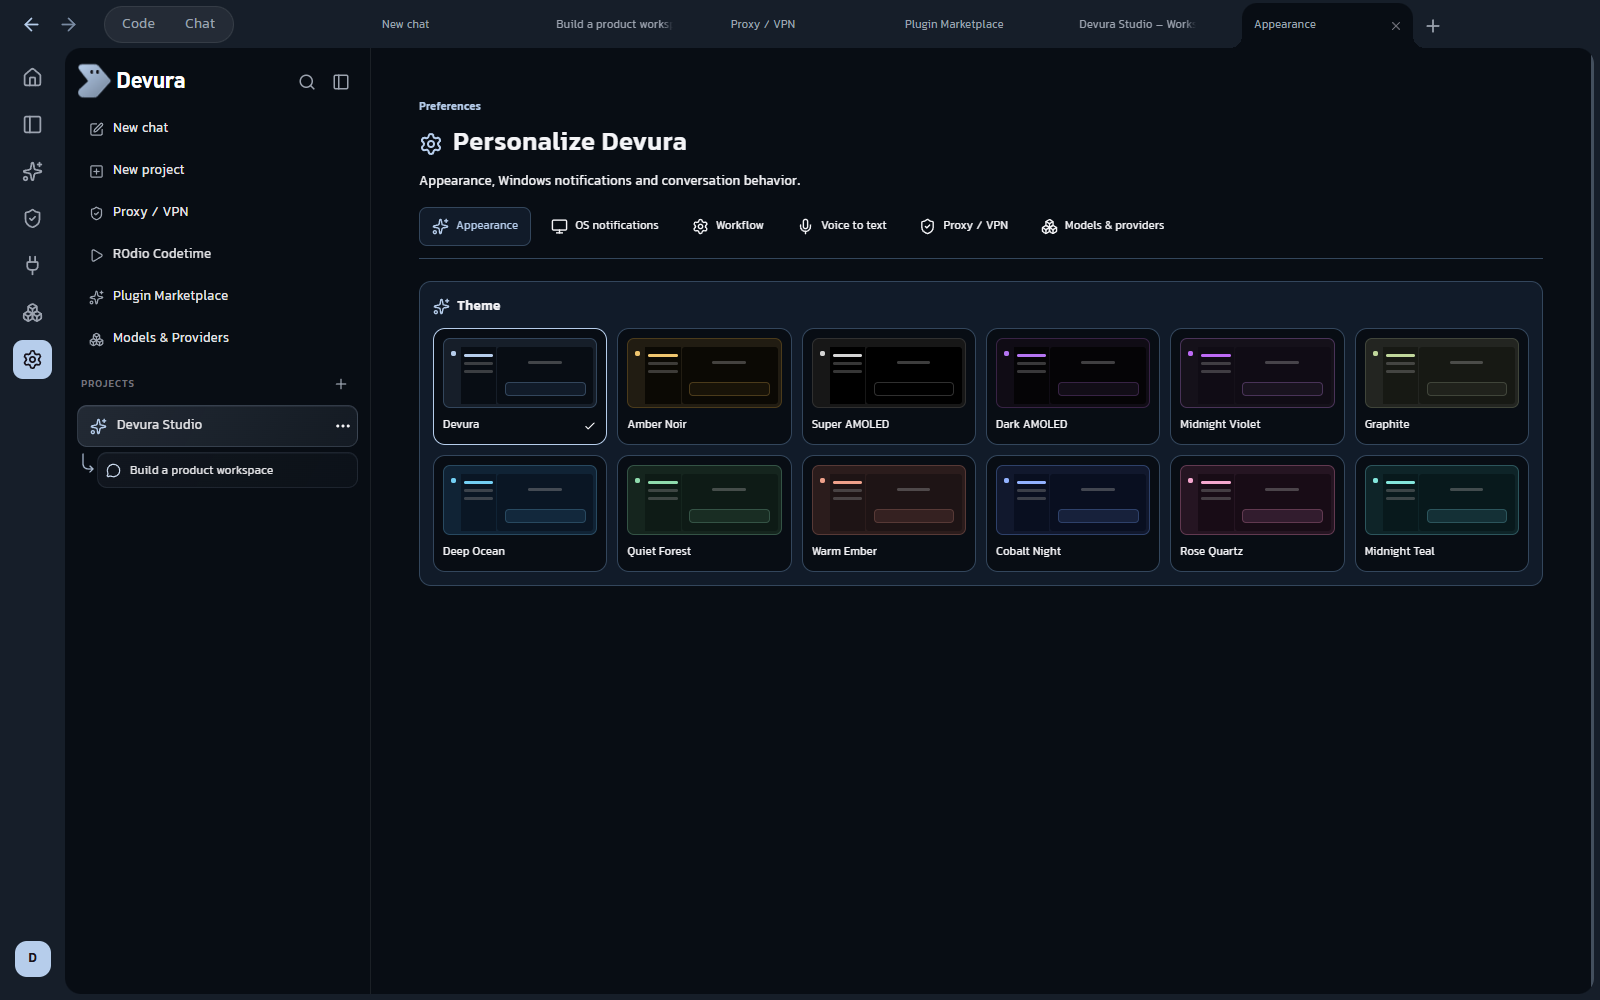 Code
Chat
New chat
Build a product works
Proxy / VPN
Plugin Marketplace
Devura Studio – Work
Appearance
Devura
New chat
New project
Proxy / VPN
R0dio Codetime
Plugin Marketplace
Models & Providers
PROJECTS
Devura Studio
Build a product workspace
D
Preferences
Personalize Devura
Appearance, Windows notifications and conversation behavior.
Appearance
OS notifications
Workflow
Voice to text
Proxy / VPN
Models & providers
Theme
Devura
Amber Noir
Super AMOLED
Dark AMOLED
Midnight Violet
Graphite
Deep Ocean
Quiet Forest
Warm Ember
Cobalt Night
Rose Quartz
Midnight Teal